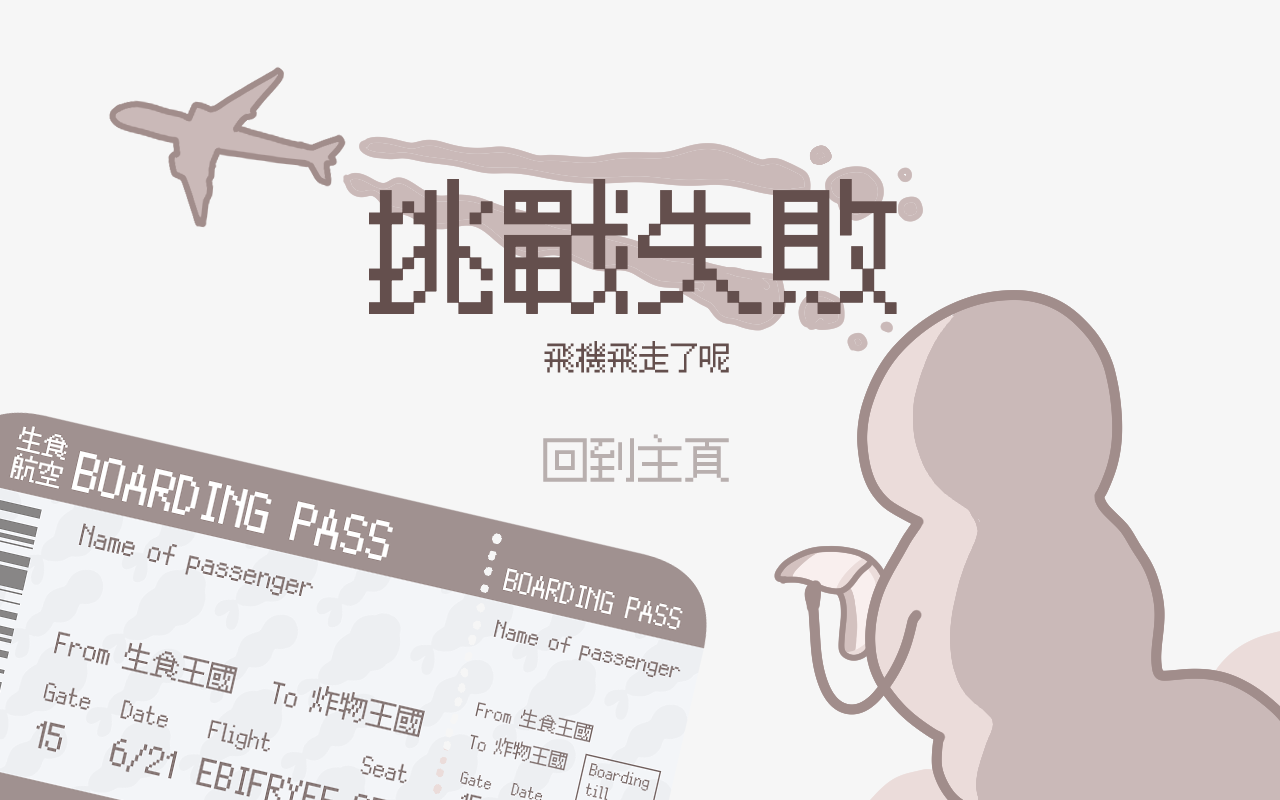 挑戰失敗
飛機飛走了呢
回到主頁
生食
航空
BOARDING PASS
BOARDING PASS
Name of passenger
Name of passenger
From 生食王國
To 炸物王國
Gate
Date
Flight
Seat
15
6/21
From 生食王國
To 炸物王國
Gate
Date
Boarding
till